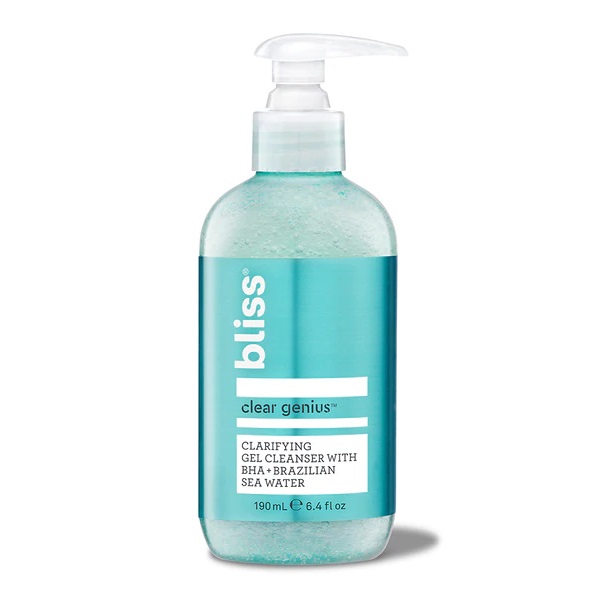 bliss®
clear genius™
CLARIFYING
GEL CLEANSER WITH
BHA + BRAZILIAN
SEA WATER
190 mL ℮ 6.4 fl oz